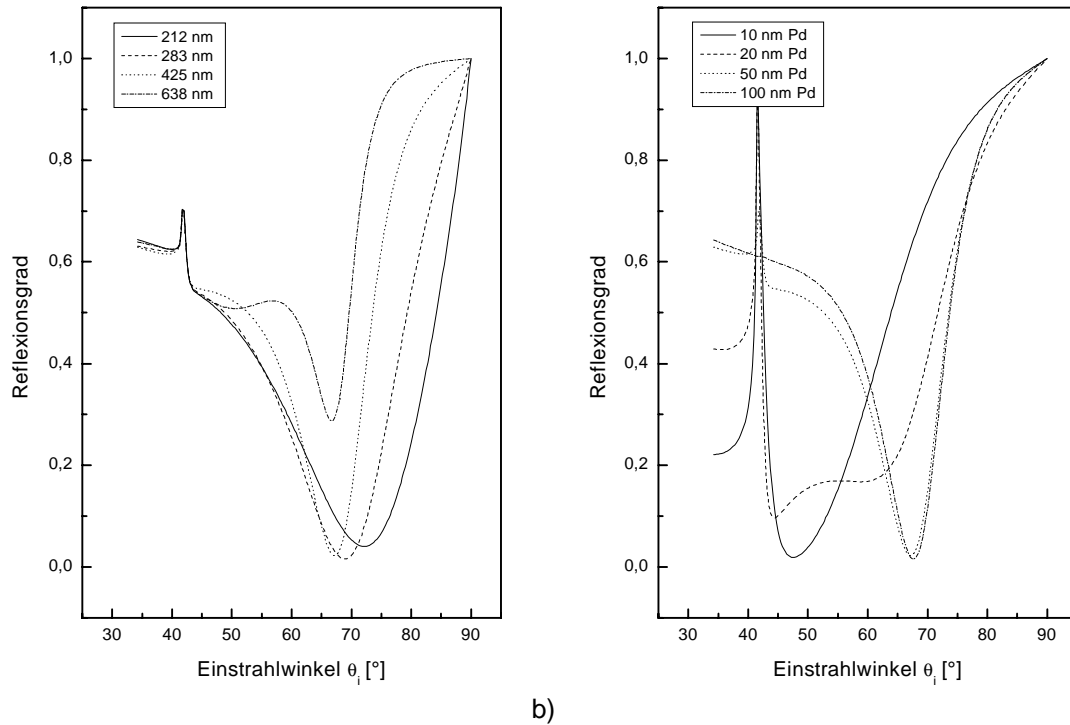 212 nm
283 nm
425 nm
638 nm
1,0
0,8
0,6
0,4
0,2
0,0
Reflexionsgrad
30 40 50 60 70 80 90
Einstrahlwinkel θi [°]
10 nm Pd
20 nm Pd
50 nm Pd
100 nm Pd
1,0
0,8
0,6
0,4
0,2
0,0
Reflexionsgrad
30 40 50 60 70 80 90
Einstrahlwinkel θi [°]
b)